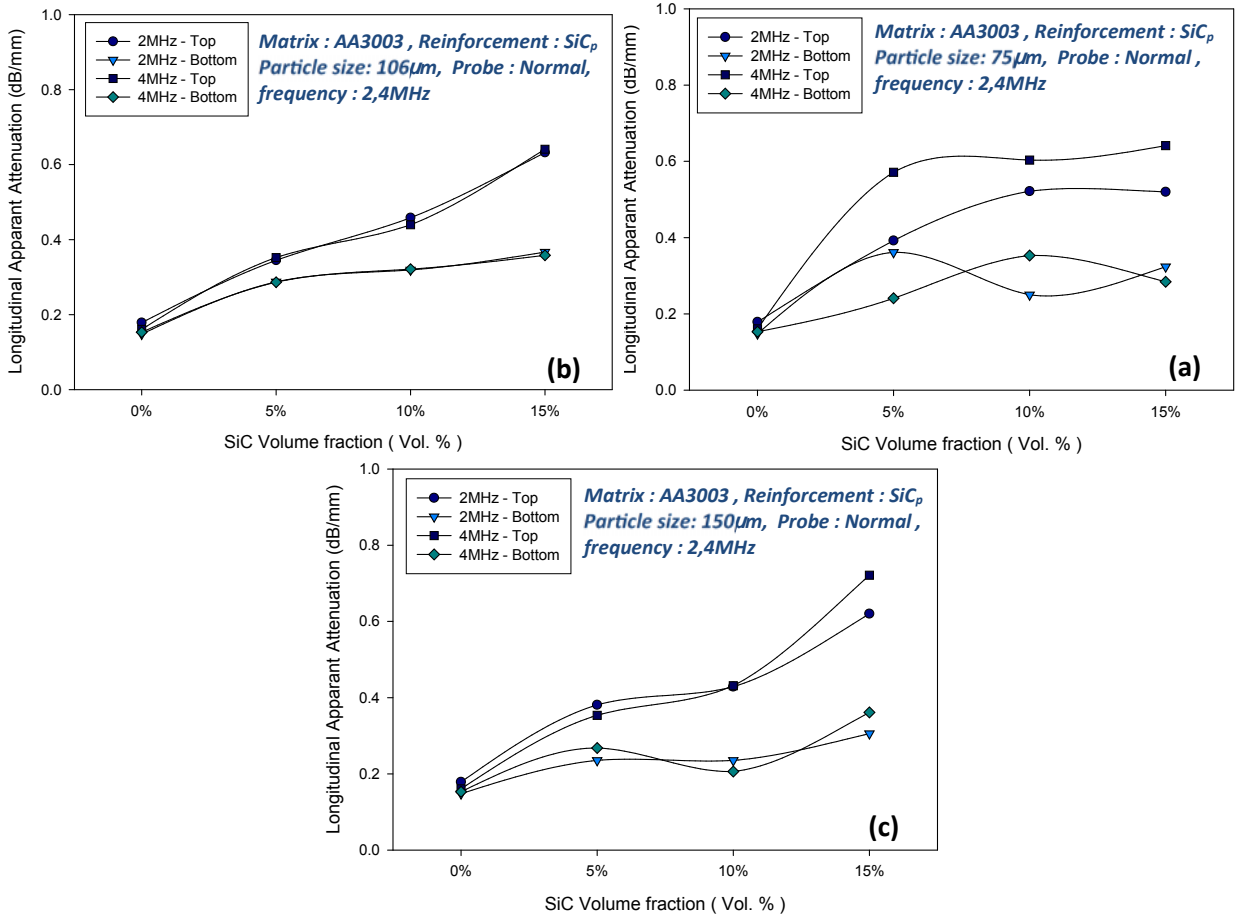 Longitudinal Apparant Attenuation (dB/mm)
1.0
0.8
0.6
0.4
0.2
0.0
2MHz - Top
2MHz - Bottom
4MHz - Top
4MHz - Bottom
Matrix : AA3003 , Reinforcement : SiCp
Particle size: 106µm, Probe : Normal,
frequency : 2,4MHz
(b)
0%
5%
10%
15%
SiC Volume fraction ( Vol. % )
Longitudinal Apparant Attenuation (dB/mm)
1.0
0.8
0.6
0.4
0.2
0.0
2MHz - Top
2MHz - Bottom
4MHz - Top
4MHz - Bottom
Matrix : AA3003 , Reinforcement : SiCp
Particle size: 75µm, Probe : Normal ,
frequency : 2,4MHz
(a)
0%
5%
10%
15%
SiC Volume fraction ( Vol. % )
Longitudinal Apparant Attenuation (dB/mm)
1.0
0.8
0.6
0.4
0.2
0.0
2MHz - Top
2MHz - Bottom
4MHz - Top
4MHz - Bottom
Matrix : AA3003 , Reinforcement : SiCp
Particle size: 150µm, Probe : Normal ,
frequency : 2,4MHz
(c)
0%
5%
10%
15%
SiC Volume fraction ( Vol. % )